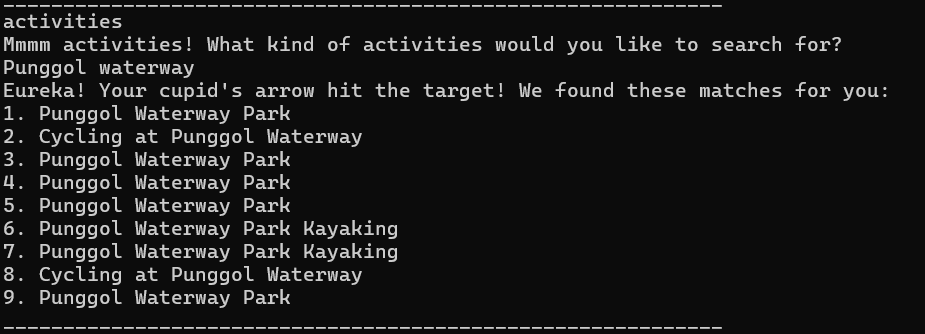 ____________________________________________________________
activities
Mmmm activities! What kind of activities would you like to search for?
Punggol waterway
Eureka! Your cupid's arrow hit the target! We found these matches for you:
1. Punggol Waterway Park
2. Cycling at Punggol Waterway
3. Punggol Waterway Park
4. Punggol Waterway Park
5. Punggol Waterway Park
6. Punggol Waterway Park Kayaking
7. Punggol Waterway Park Kayaking
8. Cycling at Punggol Waterway
9. Punggol Waterway Park
____________________________________________________________